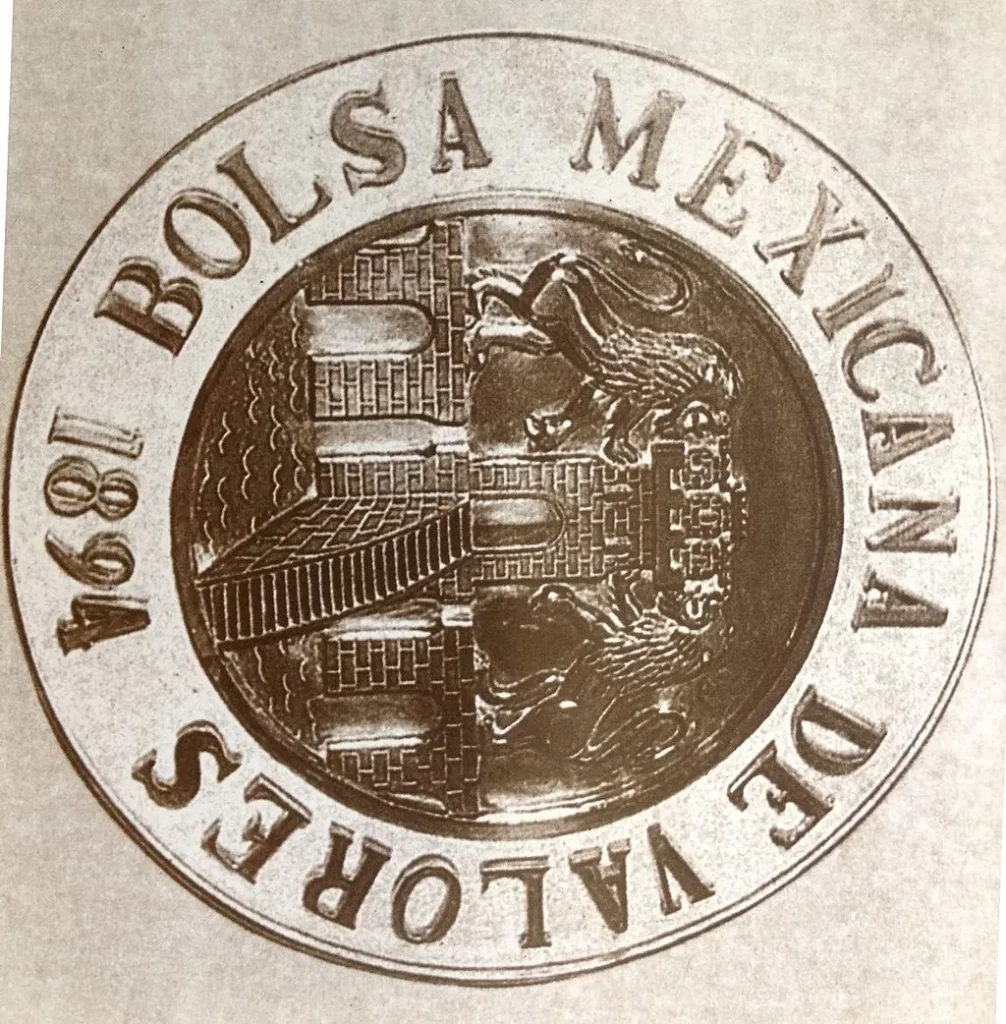 BOLSA MEXICANA DE VALORES
1894